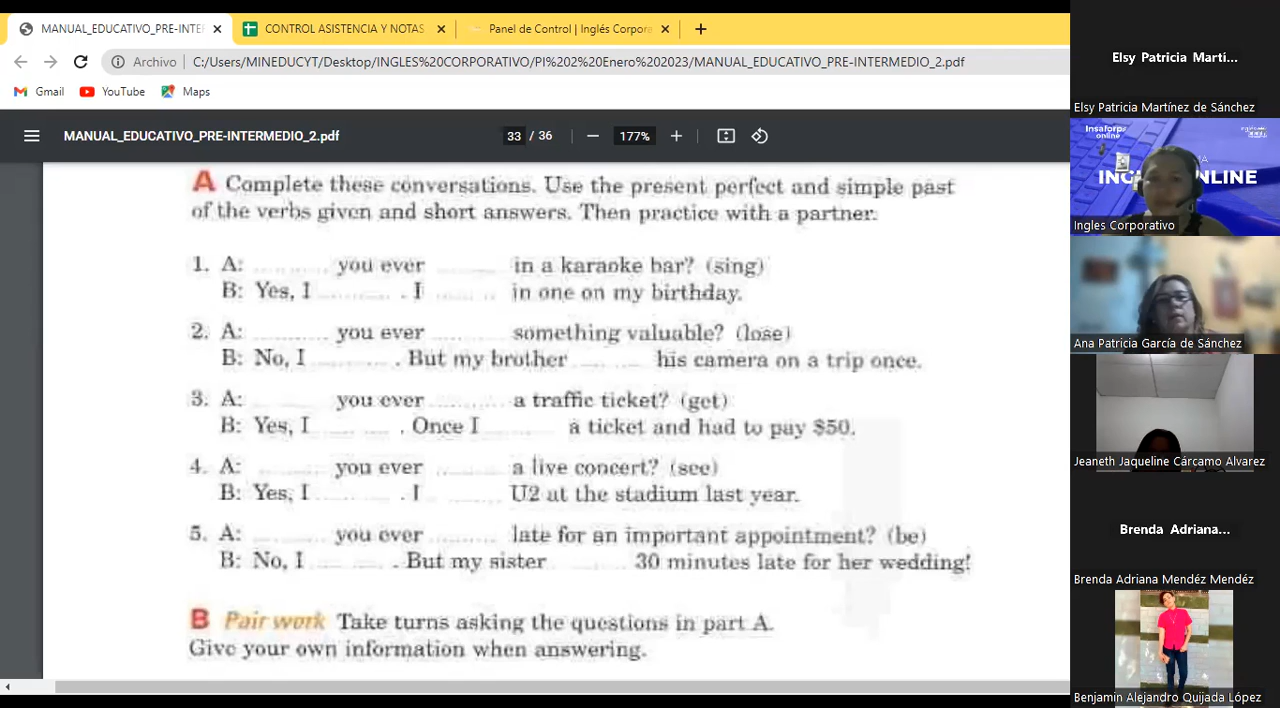 MANUAL_EDUCATIVO_PRE-INTER
CONTROL ASISTENCIA Y NOTAS
Panel de Control | Inglés Corpora
Archivo
C:/Users/MINEDUCYT/Desktop/INGLES%20CORPORATIVO/PI%202%20Enero%202023/MANUAL_EDUCATIVO_PRE-INTERMEDIO_2.pdf
Gmail
YouTube
Maps
MANUAL_EDUCATIVO_PRE-INTERMEDIO_2.pdf
33 / 36
177%
A Complete these conversations. Use the present perfect and simple past
of the verbs given and short answers. Then practice with a partner.
1. A: ............ you ever ............ in a karaoke bar? (sing)
B: Yes, I ............ . I ............ in one on my birthday.
2. A: ............ you ever ............ something valuable? (lose)
B: No, I ............ . But my brother ............ his camera on a trip once.
3. A: ............ you ever ............ a traffic ticket? (get)
B: Yes, I ............ . Once I ............ a ticket and had to pay $50.
4. A: ............ you ever ............ a live concert? (see)
B: Yes, I ............ . I ............ U2 at the stadium last year.
5. A: ............ you ever ............ late for an important appointment? (be)
B: No, I ............ . But my sister ............ 30 minutes late for her wedding!
B Pair work Take turns asking the questions in part A.
Give your own information when answering.
Elsy Patricia Marti...
Elsy Patricia Martínez de Sánchez
Insaforp
online
ING
NLINE
Ingles Corporativo
Ana Patricia García de Sánchez
Jeaneth Jaqueline Cárcamo Alvarez
Brenda Adriana...
Brenda Adriana Mendéz Mendéz
Benjamin Alejandro Quijada López